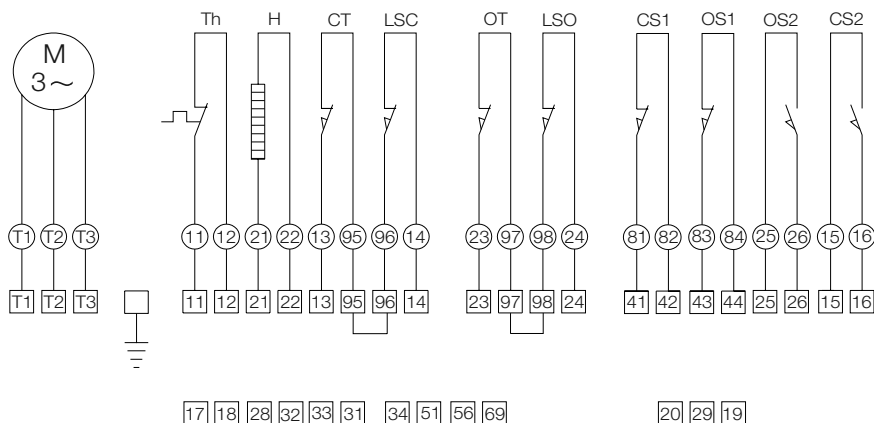 Th H CT LSC OT LSO CS1 OS1 OS2 CS2
M
3~
T1 T2 T3 11 12 21 22 13 95 96 14 23 97 98 24 81 82 83 84 25 26 15 16
T1 T2 T3 11 12 21 22 13 95 96 14 23 97 98 24 41 42 43 44 25 26 15 16
17 18 28 32 33 31 34 51 56 69 20 29 19